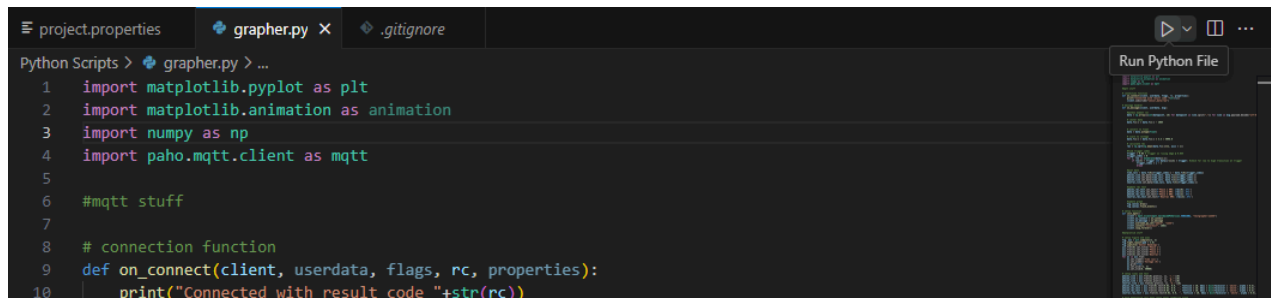 project.properties
grapher.py
.gitignore
Run Python File
Python Scripts > grapher.py > ...
1 import matplotlib.pyplot as plt
2 import matplotlib.animation as animation
3 import numpy as np
4 import paho.mqtt.client as mqtt
5
6 #mqtt stuff
7
8 # connection function
9 def on_connect(client, userdata, flags, rc, properties):
10 print("Connected with result code "+str(rc))